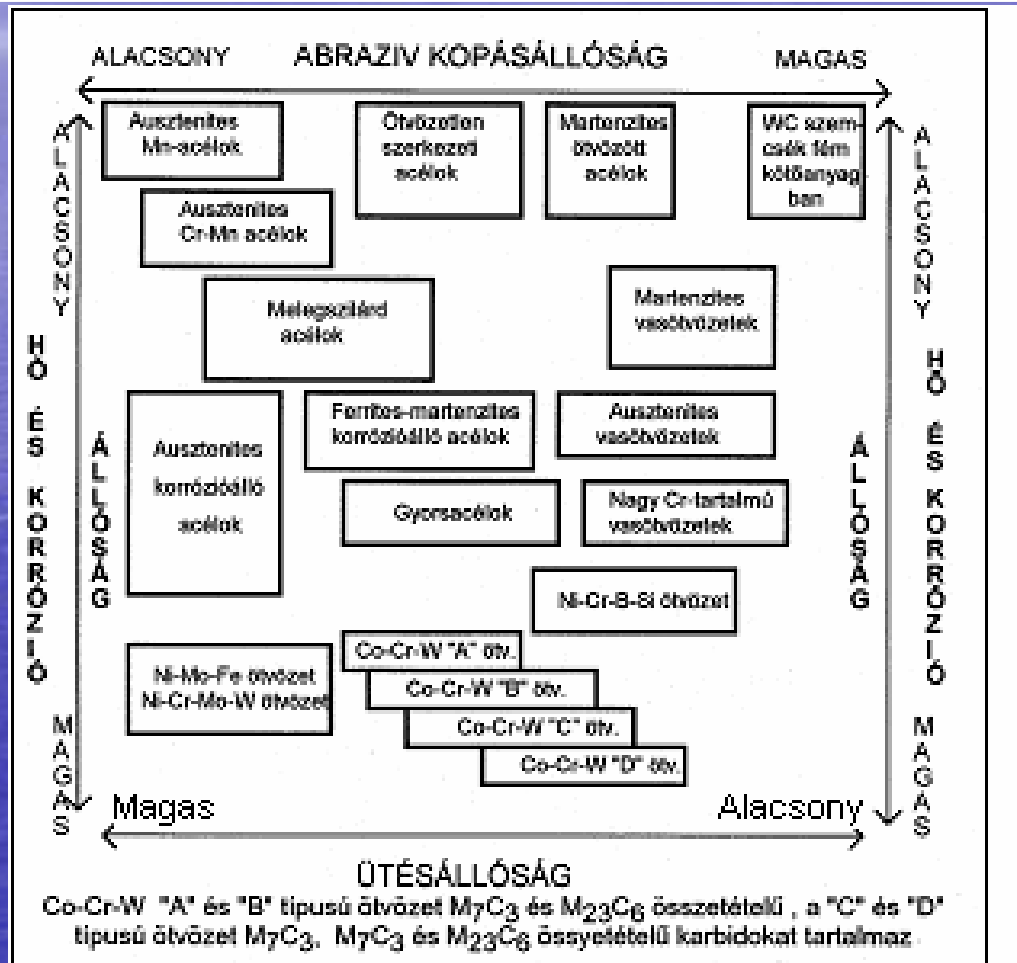 ALACSONY ABRAZIV KOPÁSÁLLÓSÁG MAGAS
ALACSONY
HŐ ÉS KORRÓZIÓ
ÁLLÓSÁG
MAGAS
Ausztenites
Mn-acélok
Ötvözetlen
szerkezeti
acélok
Martenzites
ötvözött
acélok
WC szem-
csék fém
kötőanyag
ban
Ausztenites
Cr-Mn acélok
Melegszilárd
acélok
Martenzites
vasötvözetek
Ausztenites
korrózióálló
acélok
Ferrites-martenzites
korrózióálló acélok
Ausztenites
vasötvözetek
Gyorsacélok
Nagy Cr-tartalmú
vasötvözetek
Ni-Cr-B-Si ötvözet
Ni-Mo-Fe ötvözet
Ni-Cr-Mo-W ötvözet
Co-Cr-W "A" ötv.
Co-Cr-W "B" ötv.
Co-Cr-W "C" ötv.
Co-Cr-W "D" ötv.
ALACSONY
HŐ ÉS KORRÓZIÓ
ÁLLÓSÁG
MAGAS
Magas Alacsony
ÜTÉSÁLLÓSÁG
Co-Cr-W "A" és "B" tipusú ötvözet M7C3 és M23C6 összetételű , a "C" és "D"
tipusú ötvözet M7C3, M7C3 és M23C6 össyetételű karbidokat tartalmaz